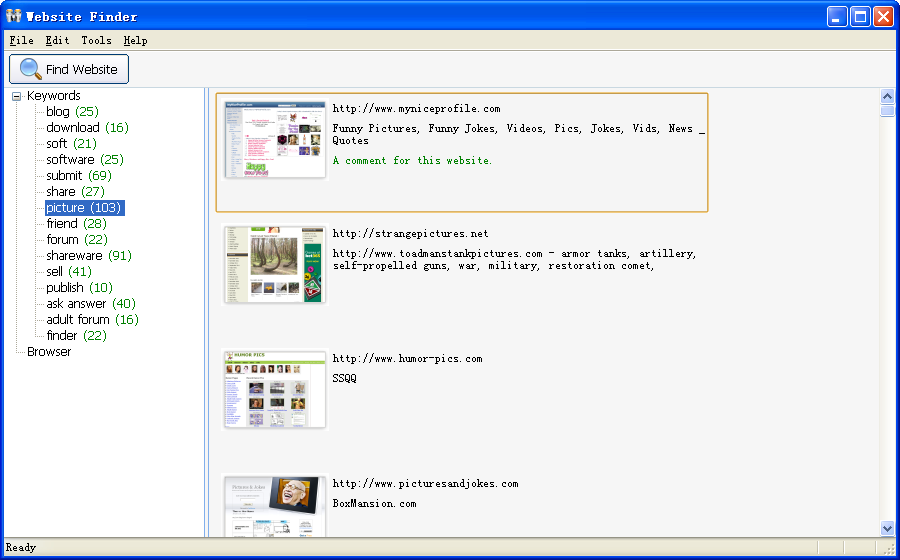 Website Finder
File Edit Tools Help
Find Website
Keywords
blog (25)
download (16)
soft (21)
software (25)
submit (69)
share (27)
picture (103)
friend (28)
forum (22)
shareware (91)
sell (41)
publish (10)
ask answer (40)
adult forum (16)
finder (22)
Browser
http://www.myniceprofile.com
Funny Pictures, Funny Jokes, Videos, Pics, Jokes, Vids, News _
Quotes
A comment for this website.
http://strangepictures.net
http://www.toadmanstankpictures.com - armor tanks, artillery,
self-propelled guns, war, military, restoration comet,
HUMOR PICS
http://www.humor-pics.com
SSQQ
Pictures & Jokes
http://www.picturesandjokes.com
BoxMansion.com
Ready